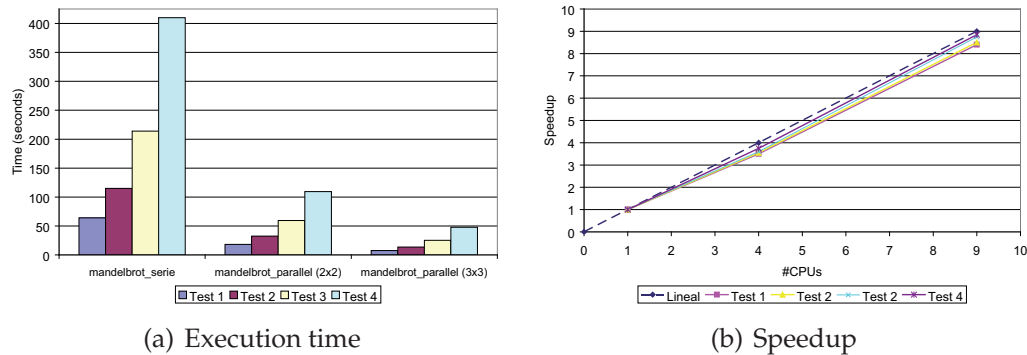 400
350
300
250
200
150
100
50
0
Time (seconds)
mandelbrot_serie
mandelbrot_parallel (2x2)
mandelbrot_parallel (3x3)
Test 1 Test 2 Test 3 Test 4
(a) Execution time
10
9
8
7
6
5
4
3
2
1
0
Speedup
0 1 2 3 4 5 6 7 8 9 10
#CPUs
Lineal Test 1 Test 2 Test 2 Test 4
(b) Speedup